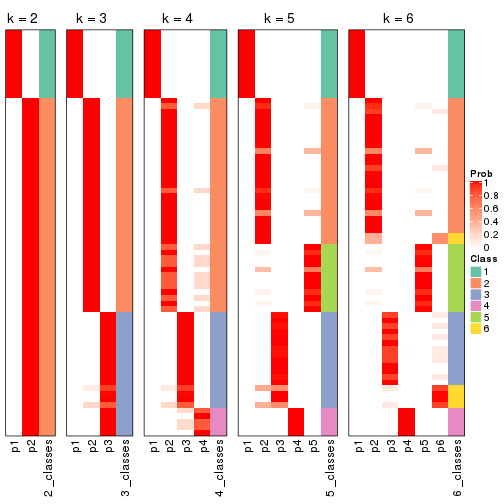 k = 2
k = 3
k = 4
k = 5
k = 6
Prob
1
0.8
0.6
0.4
0.2
0
Class
1
2
3
4
5
6
p1
p2
2_classes
p1
p2
p3
3_classes
p1
p2
p3
p4
4_classes
p1
p2
p3
p4
p5
5_classes
p1
p2
p3
p4
p5
p6
6_classes